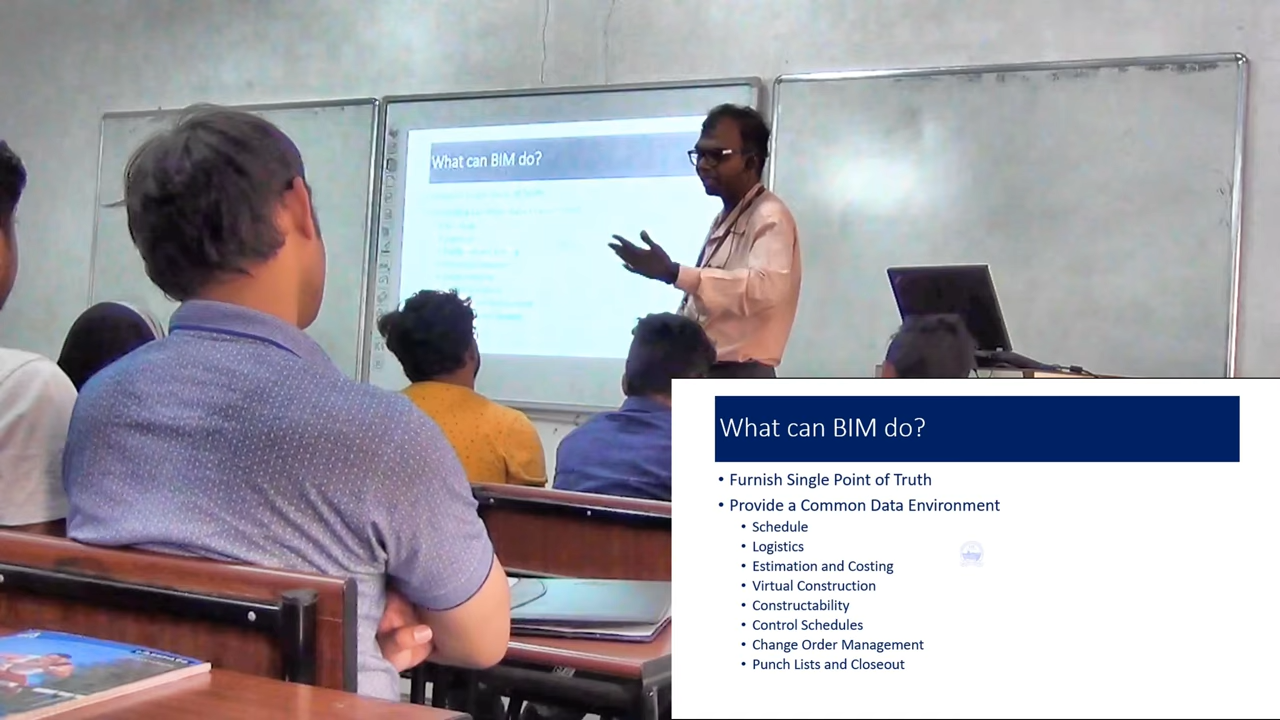 What can BIM do?
What can BIM do?
• Furnish Single Point of Truth
• Provide a Common Data Environment
• Schedule
• Logistics
• Estimation and Costing
• Virtual Construction
• Constructability
• Control Schedules
• Change Order Management
• Punch Lists and Closeout